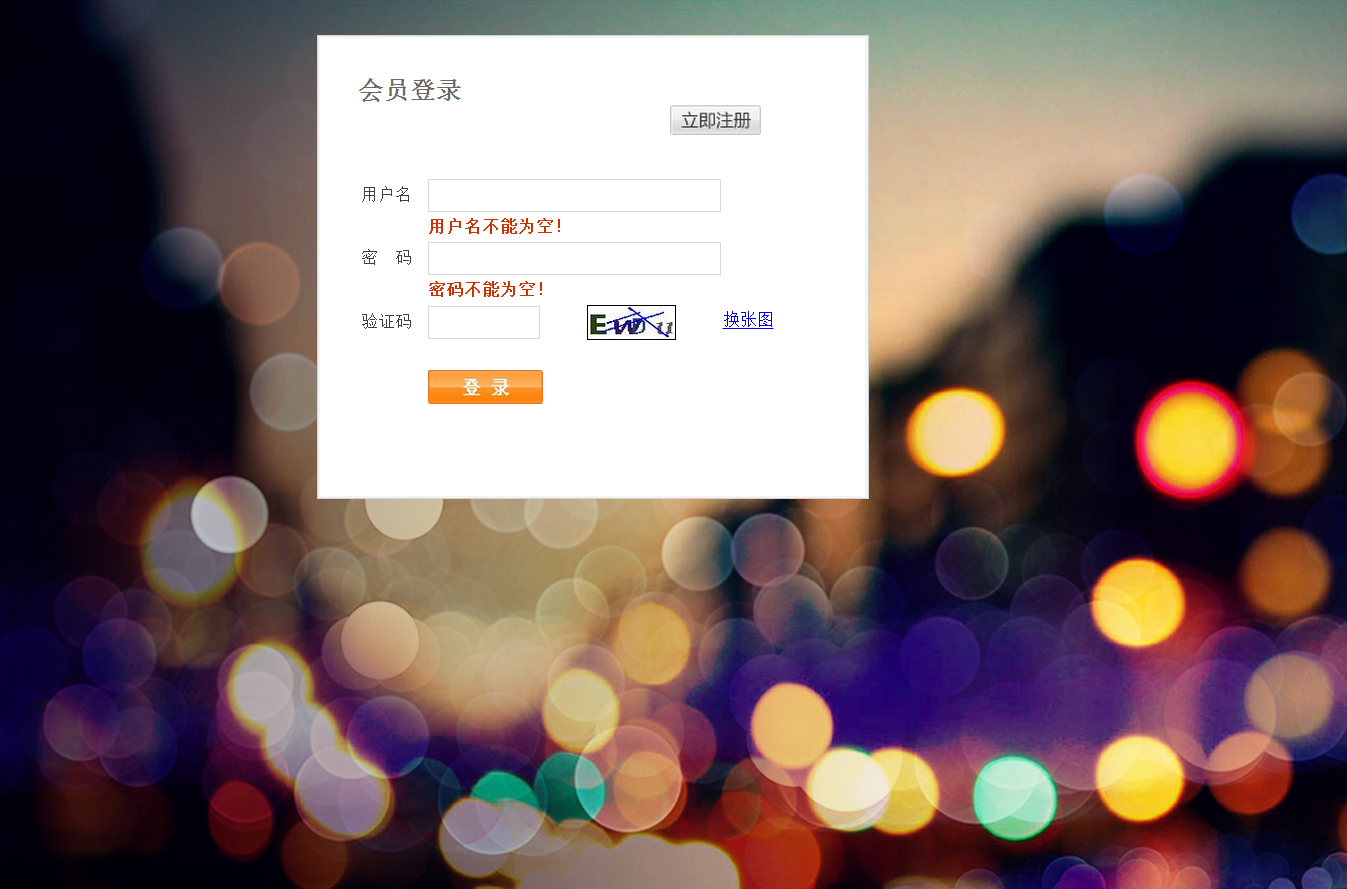 会员登录
立即注册
用户名
用户名不能为空!
密 码
密码不能为空!
验证码 换张图
登 录